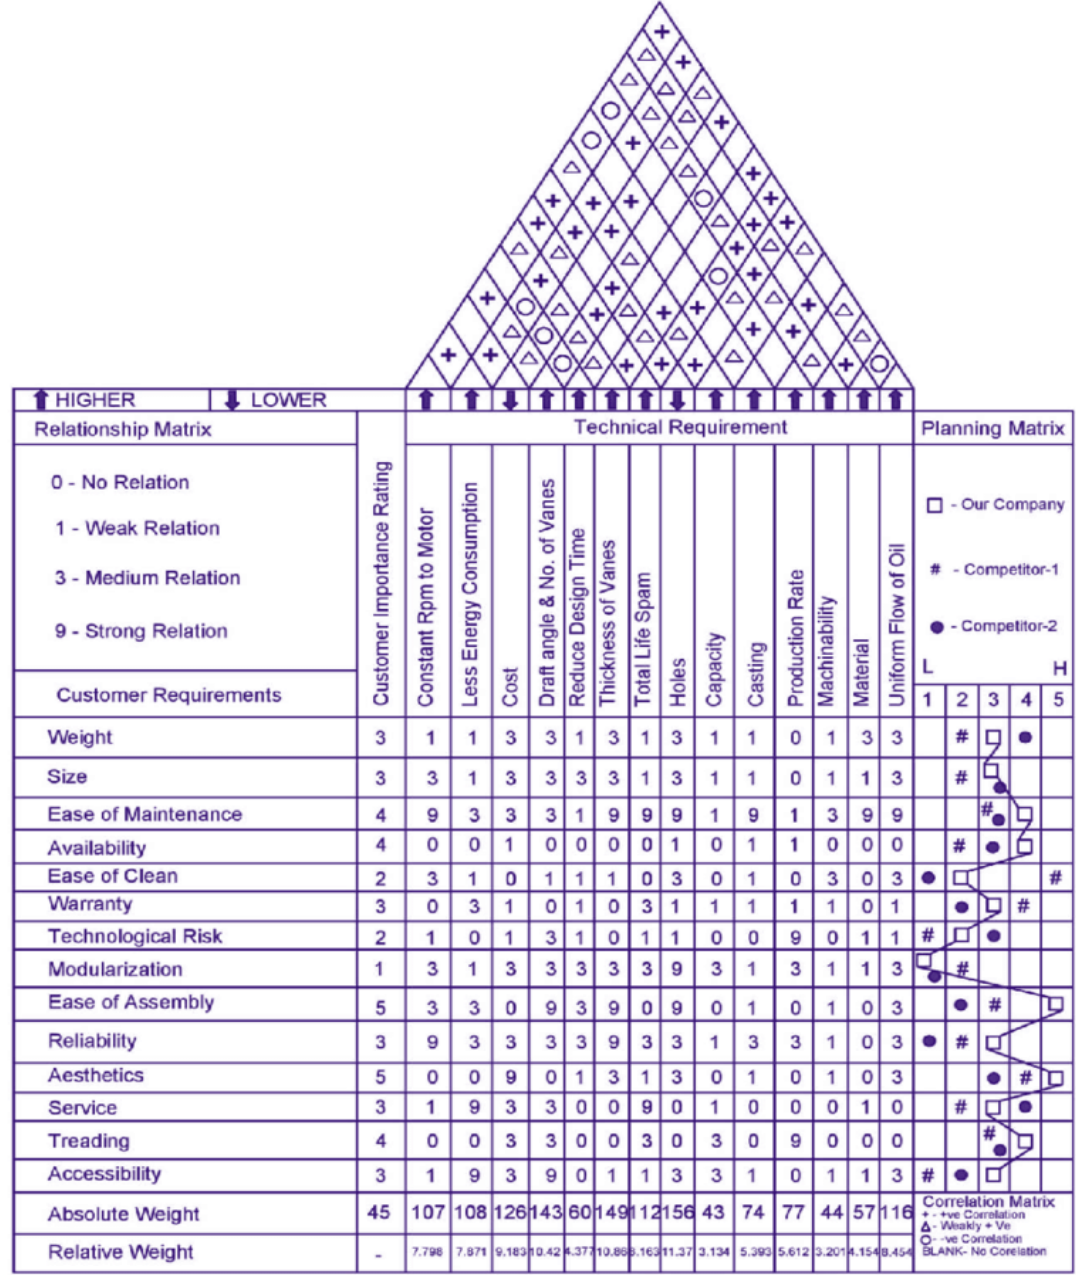 HIGHER LOWER
Relationship Matrix
Technical Requirement
Planning Matrix
0 - No Relation
1 - Weak Relation
3 - Medium Relation
9 - Strong Relation
Customer Requirements
Customer Importance Rating
Constant Rpm to Motor
Less Energy Consumption
Cost
Draft angle & No. of Vanes
Reduce Design Time
Thickness of Vanes
Total Life Spam
Holes
Capacity
Casting
Production Rate
Machinability
Material
Uniform Flow of Oil
- Our Company
# - Competitor-1
- Competitor-2
L H
1 2 3 4 5
Weight 3 1 1 3 3 1 3 1 3 1 1 0 1 3 3 #
Size 3 3 1 3 3 3 3 1 3 1 1 0 1 1 3 #
Ease of Maintenance 4 9 3 3 3 1 9 9 9 1 9 1 3 9 9 #
Availability 4 0 0 1 0 0 0 0 1 0 1 1 0 0 0 #
Ease of Clean 2 3 1 0 1 1 1 0 3 0 1 0 3 0 3 #
Warranty 3 0 3 1 0 1 0 3 1 1 1 1 1 0 1 #
Technological Risk 2 1 0 1 3 1 0 1 1 0 0 9 0 1 1 #
Modularization 1 3 1 3 3 3 3 3 9 3 1 3 1 1 3 #
Ease of Assembly 5 3 3 0 9 3 9 0 9 0 1 0 1 0 3 #
Reliability 3 9 3 3 3 3 9 3 3 1 3 3 1 0 3 #
Aesthetics 5 0 0 9 0 1 3 1 3 0 1 0 1 0 3 #
Service 3 1 9 3 3 0 0 9 0 1 0 0 0 1 0 #
Treading 4 0 0 3 3 0 0 3 0 3 0 9 0 0 0 #
Accessibility 3 1 9 3 9 0 1 1 3 3 1 0 1 1 3 #
Absolute Weight 45 107 108 126 143 60 149 112 156 43 74 77 44 57 116
Relative Weight - 7.798 7.871 9.183 10.42 4.377 10.86 8.163 11.37 3.134 5.393 5.612 3.201 4.154 8.454
Correlation Matrix
+ - +ve Correlation
- Weakly + Ve
- -ve Correlation
BLANK- No Corelation